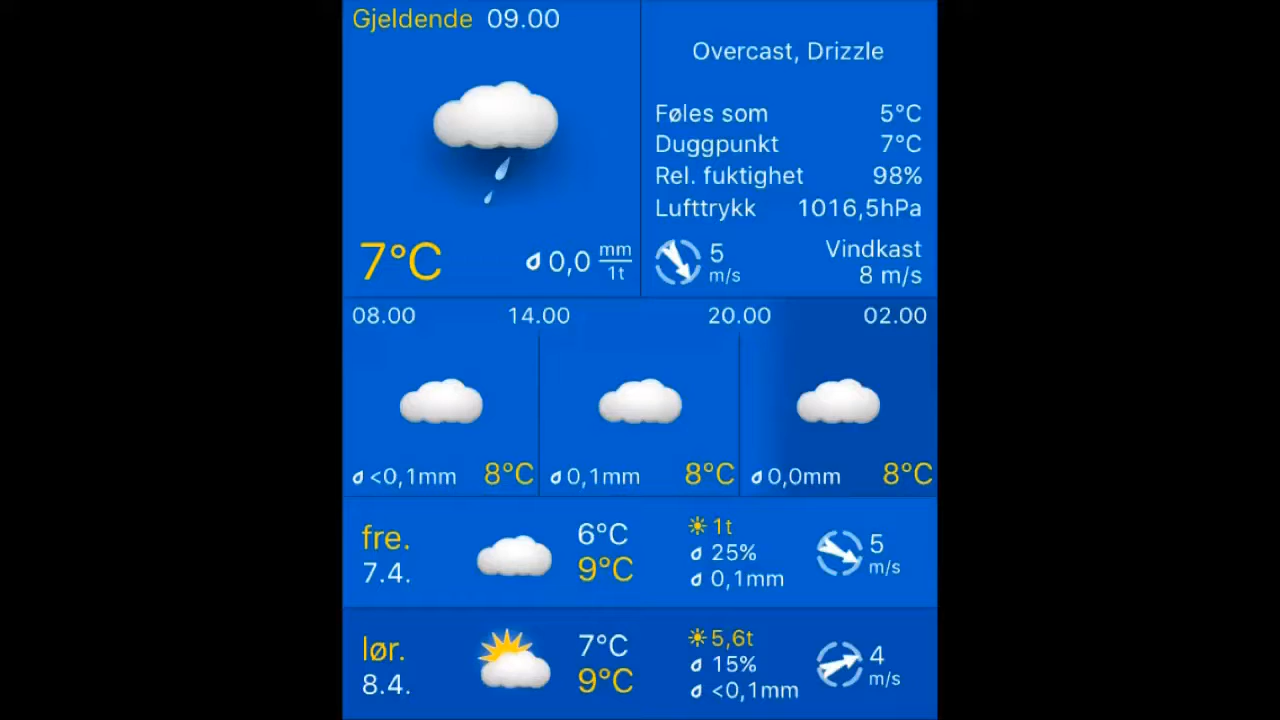 Gjeldende 09.00
Overcast, Drizzle
Føles som 5°C
Duggpunkt 7°C
Rel. fuktighet 98%
Lufttrykk 1016,5hPa
7°C 0,0 mm/1t
5 m/s
Vindkast
8 m/s
08.00 14.00 20.00 02.00
<0,1mm 8°C 0,1mm 8°C 0,0mm 8°C
fre.
7.4.
6°C
9°C
1t
25%
0,1mm
5
m/s
lør.
8.4.
7°C
9°C
5,6t
15%
<0,1mm
4
m/s